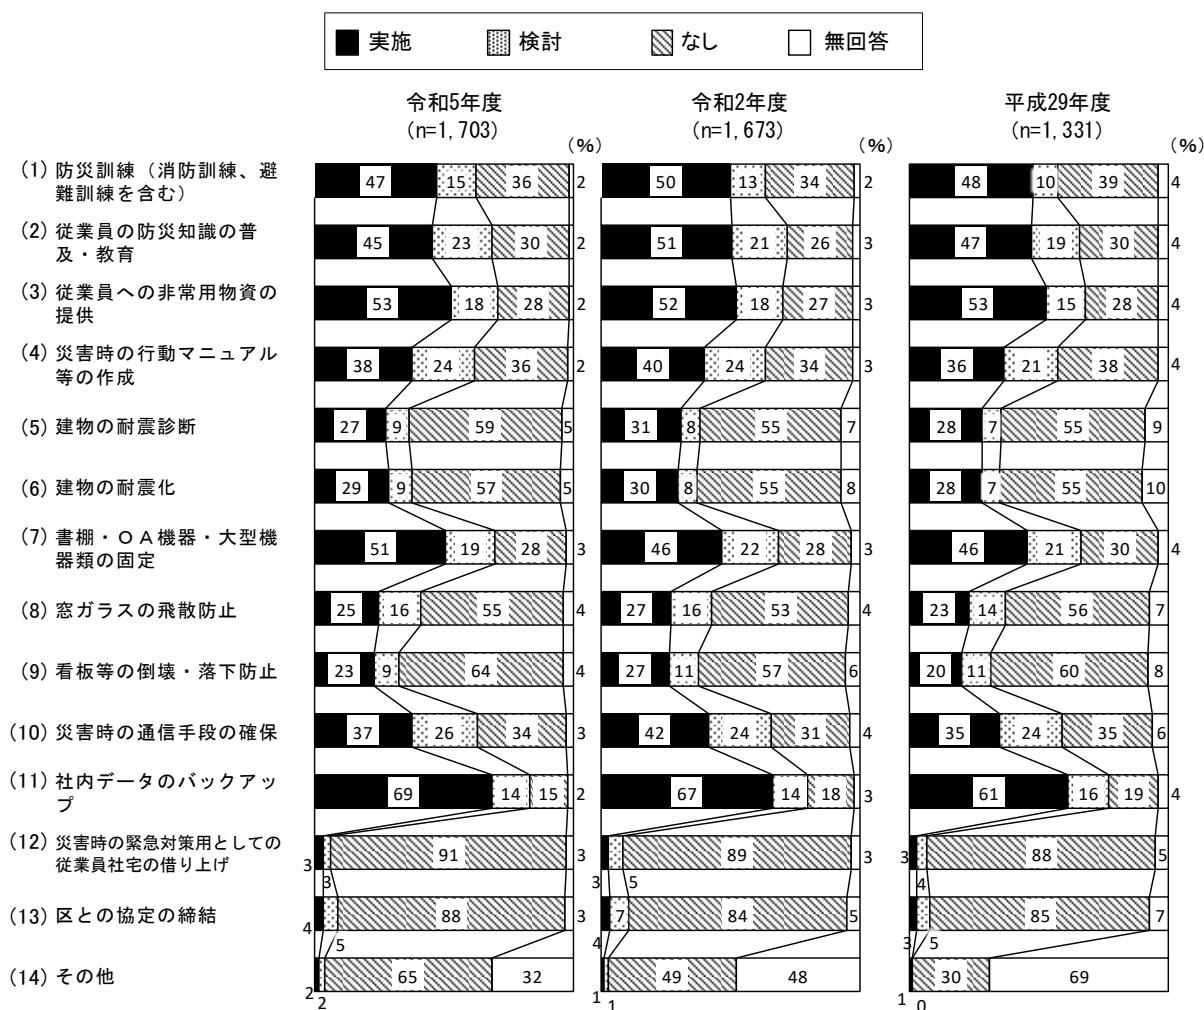 実施 検討 なし 無回答
令和5年度 令和2年度 平成29年度
(n=1,703) (n=1,673) (n=1,331)
(%) (%) (%)
(1) 防災訓練（消防訓練、避
難訓練を含む）
47 15 36 2 50 13 34 2 48 10 39 4
(2) 従業員の防災知識の普
及・教育
45 23 30 2 51 21 26 3 47 19 30 4
(3) 従業員への非常用物資の
提供
53 18 28 2 52 18 27 3 53 15 28 4
(4) 災害時の行動マニュアル
等の作成
38 24 36 2 40 24 34 3 36 21 38 4
(5) 建物の耐震診断
27 9 59 5 31 8 55 7 28 7 55 9
(6) 建物の耐震化
29 9 57 5 30 8 55 8 28 7 55 10
(7) 書棚・ＯＡ機器・大型機
器類の固定
51 19 28 3 46 22 28 3 46 21 30 4
(8) 窓ガラスの飛散防止
25 16 55 4 27 16 53 4 23 14 56 7
(9) 看板等の倒壊・落下防止
23 9 64 4 27 11 57 6 20 11 60 8
(10) 災害時の通信手段の確保
37 26 34 3 42 24 31 4 35 24 35 6
(11) 社内データのバックアッ
プ
69 14 15 2 67 14 18 3 61 16 19 4
(12) 災害時の緊急対策用としての
従業員社宅の借り上げ
3 3 91 3 3 5 89 3 3 4 88 5
(13) 区との協定の締結
4 5 88 3 4 7 84 5 3 5 85 7
(14) その他
2 2 65 32 1 1 49 48 1 0 30 69